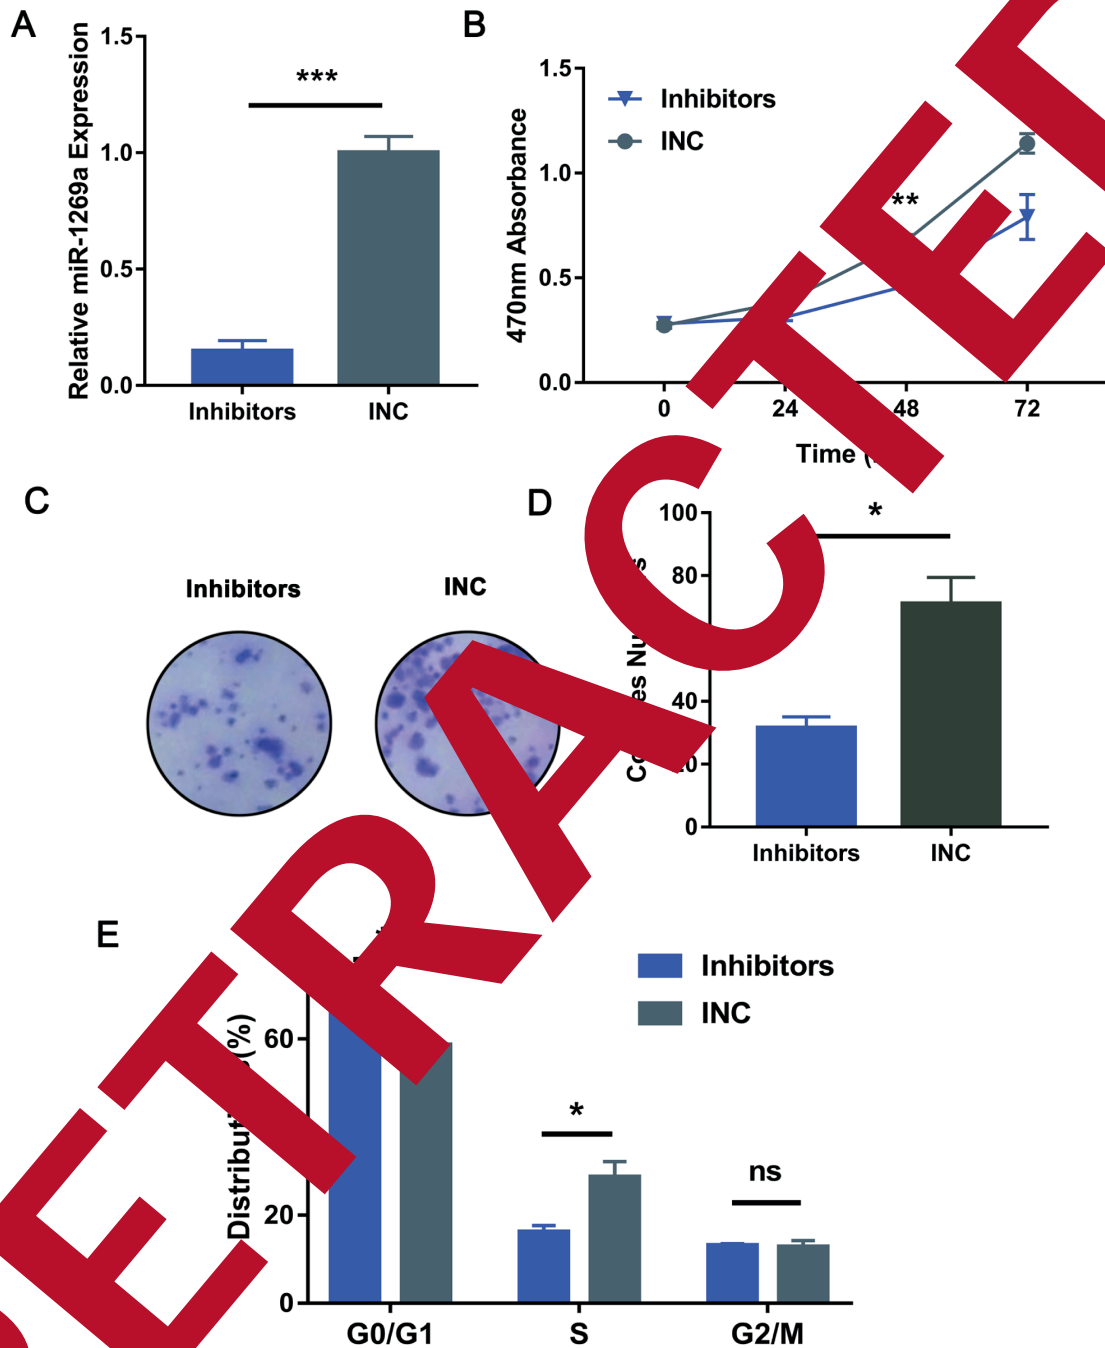 A
Relative miR-1269a Expression
1.5
1.0
0.5
0.0
***
Inhibitors
INC
B
470nm Absorbance
1.5
1.0
0.5
0.0
Inhibitors
INC
**
0
24
48
72
Time
C
Inhibitors
INC
D
100
80
40
20
0
*
Inhibitors
INC
E
(%)
60
20
0
Inhibitors
INC
*
ns
G0/G1
S
G2/M
RETRACTED